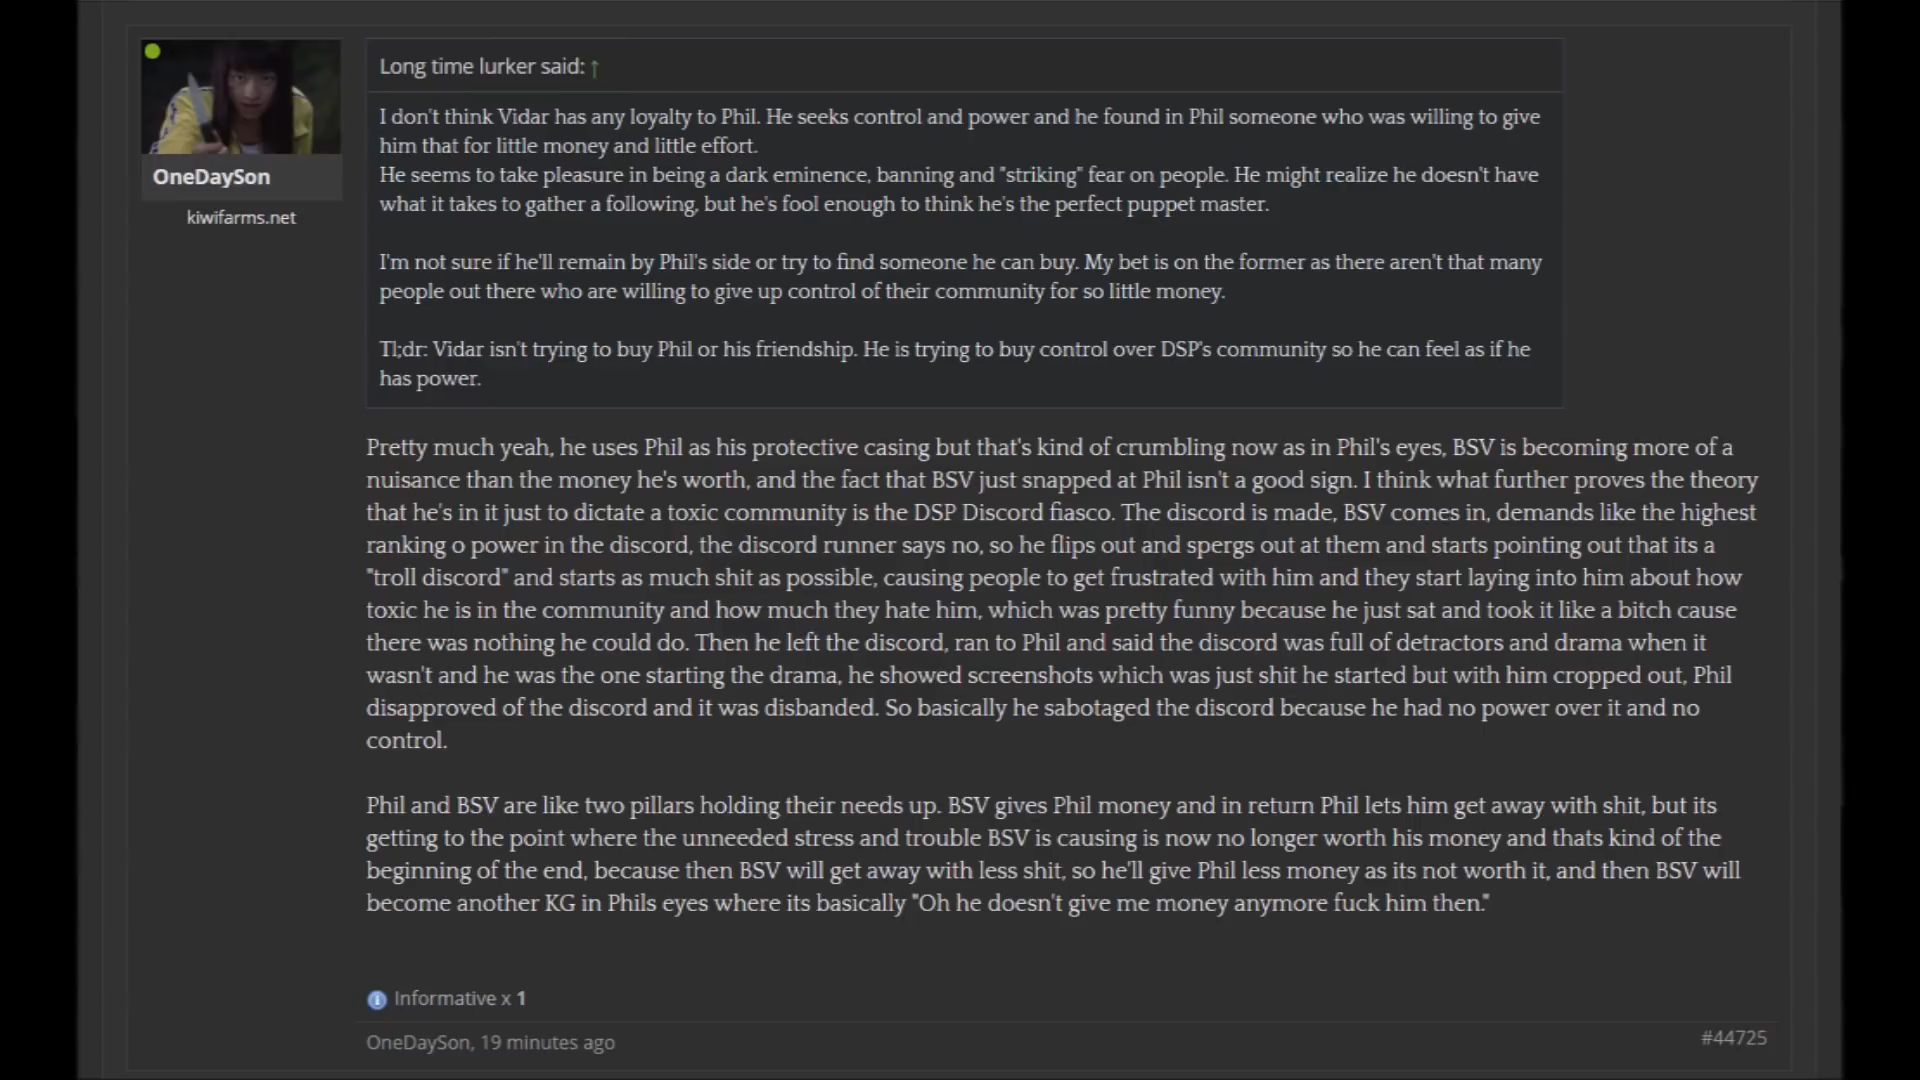 Long time lurker said: ↑
I don't think Vidar has any loyalty to Phil. He seeks control and power and he found in Phil someone who was willing to give
him that for little money and little effort.
He seems to take pleasure in being a dark eminence, banning and "striking" fear on people. He might realize he doesn't have
what it takes to gather a following, but he's fool enough to think he's the perfect puppet master.
I'm not sure if he'll remain by Phil's side or try to find someone he can buy. My bet is on the former as there aren't that many
people out there who are willing to give up control of their community for so little money.
Tl;dr: Vidar isn't trying to buy Phil or his friendship. He is trying to buy control over DSP's community so he can feel as if he
has power.
OneDaySon
kiwifarms.net
Pretty much yeah, he uses Phil as his protective casing but that's kind of crumbling now as in Phil's eyes, BSV is becoming more of a
nuisance than the money he's worth, and the fact that BSV just snapped at Phil isn't a good sign. I think what further proves the theory
that he's in it just to dictate a toxic community is the DSP Discord fiasco. The discord is made, BSV comes in, demands like the highest
ranking o power in the discord, the discord runner says no, so he flips out and spergs out at them and starts pointing out that its a
"troll discord" and starts as much shit as possible, causing people to get frustrated with him and they start laying into him about how
toxic he is in the community and how much they hate him, which was pretty funny because he just sat and took it like a bitch cause
there was nothing he could do. Then he left the discord, ran to Phil and said the discord was full of detractors and drama when it
wasn't and he was the one starting the drama, he showed screenshots which was just shit he started but with him cropped out, Phil
disapproved of the discord and it was disbanded. So basically he sabotaged the discord because he had no power over it and no
control.
Phil and BSV are like two pillars holding their needs up. BSV gives Phil money and in return Phil lets him get away with shit, but its
getting to the point where the unneeded stress and trouble BSV is causing is now no longer worth his money and thats kind of the
beginning of the end, because then BSV will get away with less shit, so he'll give Phil less money as its not worth it, and then BSV will
become another KG in Phils eyes where its basically "Oh he doesn't give me money anymore fuck him then."
Informative x 1
OneDaySon, 19 minutes ago
#44725